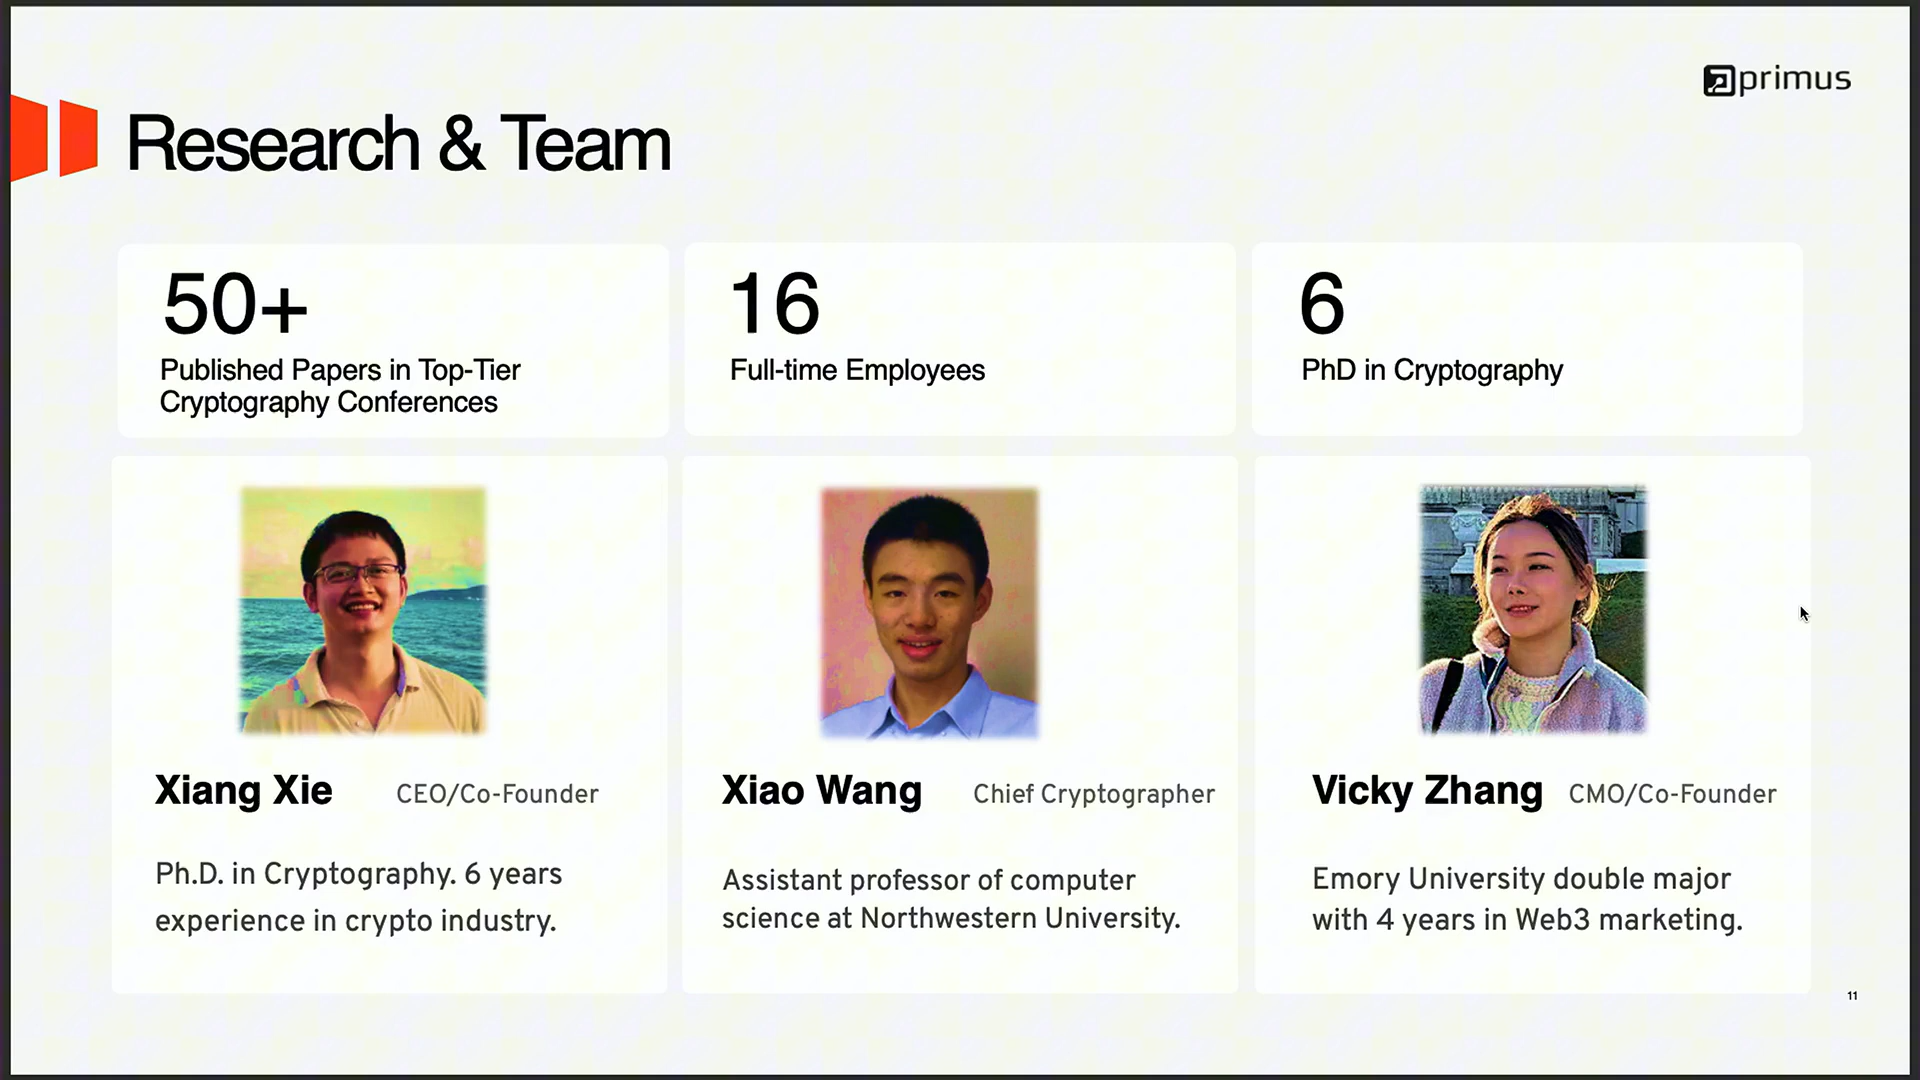 primus
Research & Team
50+
Published Papers in Top-Tier
Cryptography Conferences
16
Full-time Employees
6
PhD in Cryptography
Xiang Xie CEO/Co-Founder
Ph.D. in Cryptography. 6 years
experience in crypto industry.
Xiao Wang Chief Cryptographer
Assistant professor of computer
science at Northwestern University.
Vicky Zhang CMO/Co-Founder
Emory University double major
with 4 years in Web3 marketing.
11